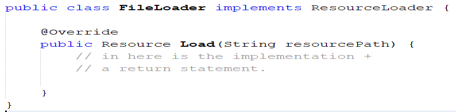 public class FileLoader implements ResourceLoader {
@Override
public Resource Load(String resourcePath) {
// in here is the implementation +
// a return statement.
}
}